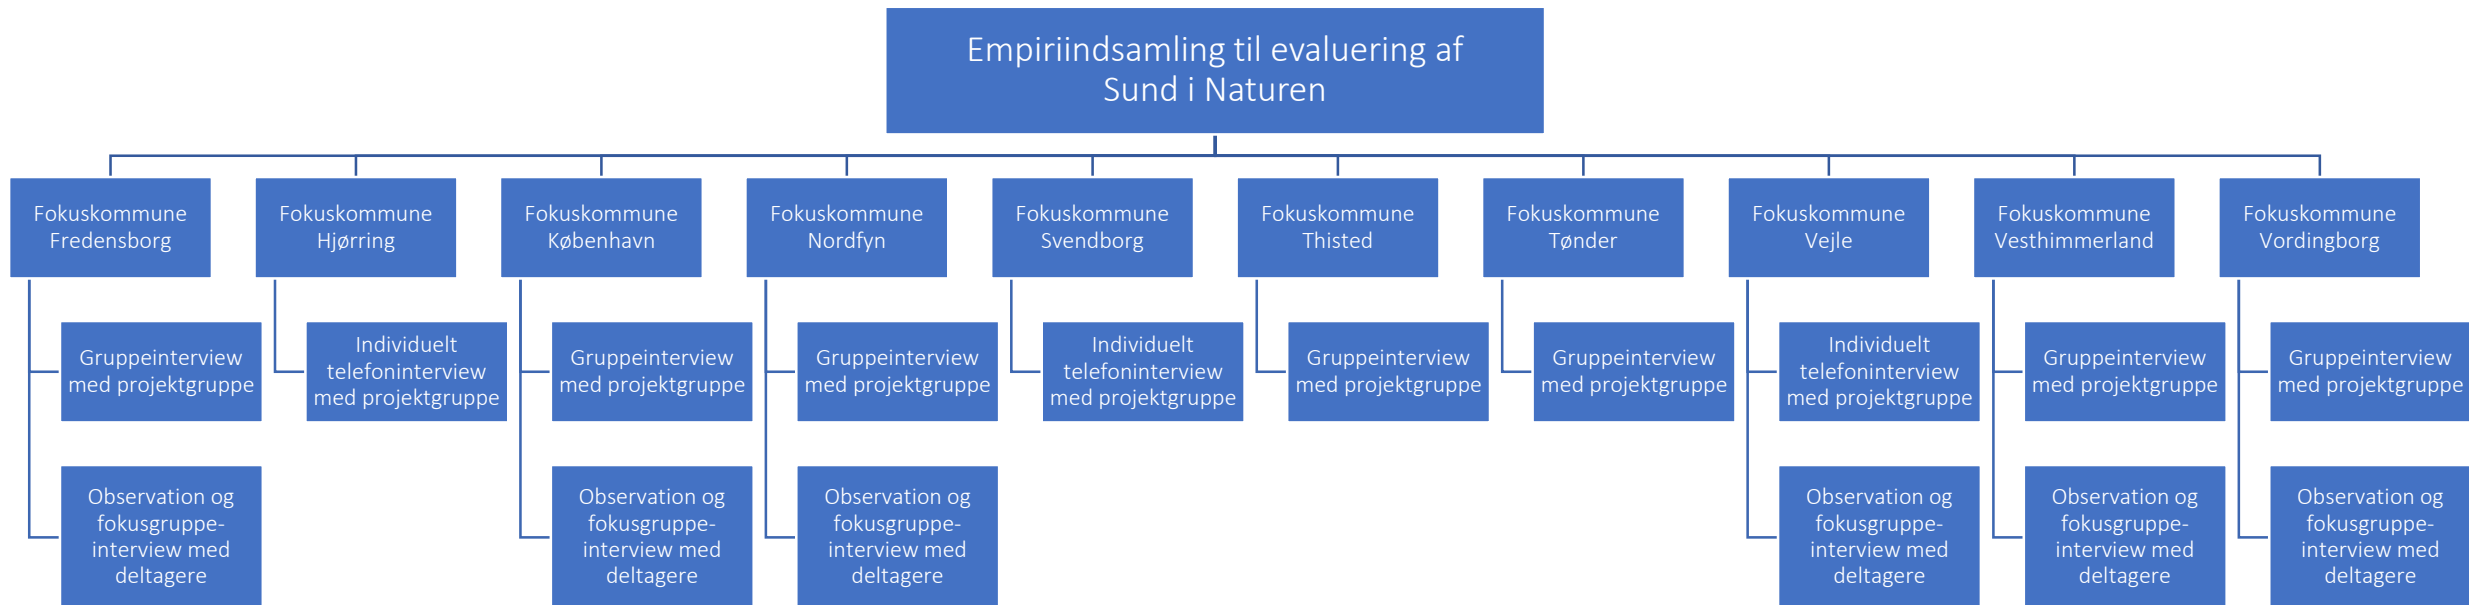 Empiriindsamling til evaluering af
Sund i Naturen
Fokuskommune
Fredensborg
Fokuskommune
Hjørring
Fokuskommune
København
Fokuskommune
Nordfyn
Fokuskommune
Svendborg
Fokuskommune
Thisted
Fokuskommune
Tønder
Fokuskommune
Vejle
Fokuskommune
Vesthimmerland
Fokuskommune
Vordingborg
Gruppeinterview
med projektgruppe
Individuelt
telefoninterview
med projektgruppe
Gruppeinterview
med projektgruppe
Gruppeinterview
med projektgruppe
Individuelt
telefoninterview
med projektgruppe
Gruppeinterview
med projektgruppe
Gruppeinterview
med projektgruppe
Individuelt
telefoninterview
med projektgruppe
Gruppeinterview
med projektgruppe
Gruppeinterview
med projektgruppe
Observation og
fokusgruppe-
interview med
deltagere
Observation og
fokusgruppe-
interview med
deltagere
Observation og
fokusgruppe-
interview med
deltagere
Observation og
fokusgruppe-
interview med
deltagere
Observation og
fokusgruppe-
interview med
deltagere
Observation og
fokusgruppe-
interview med
deltagere